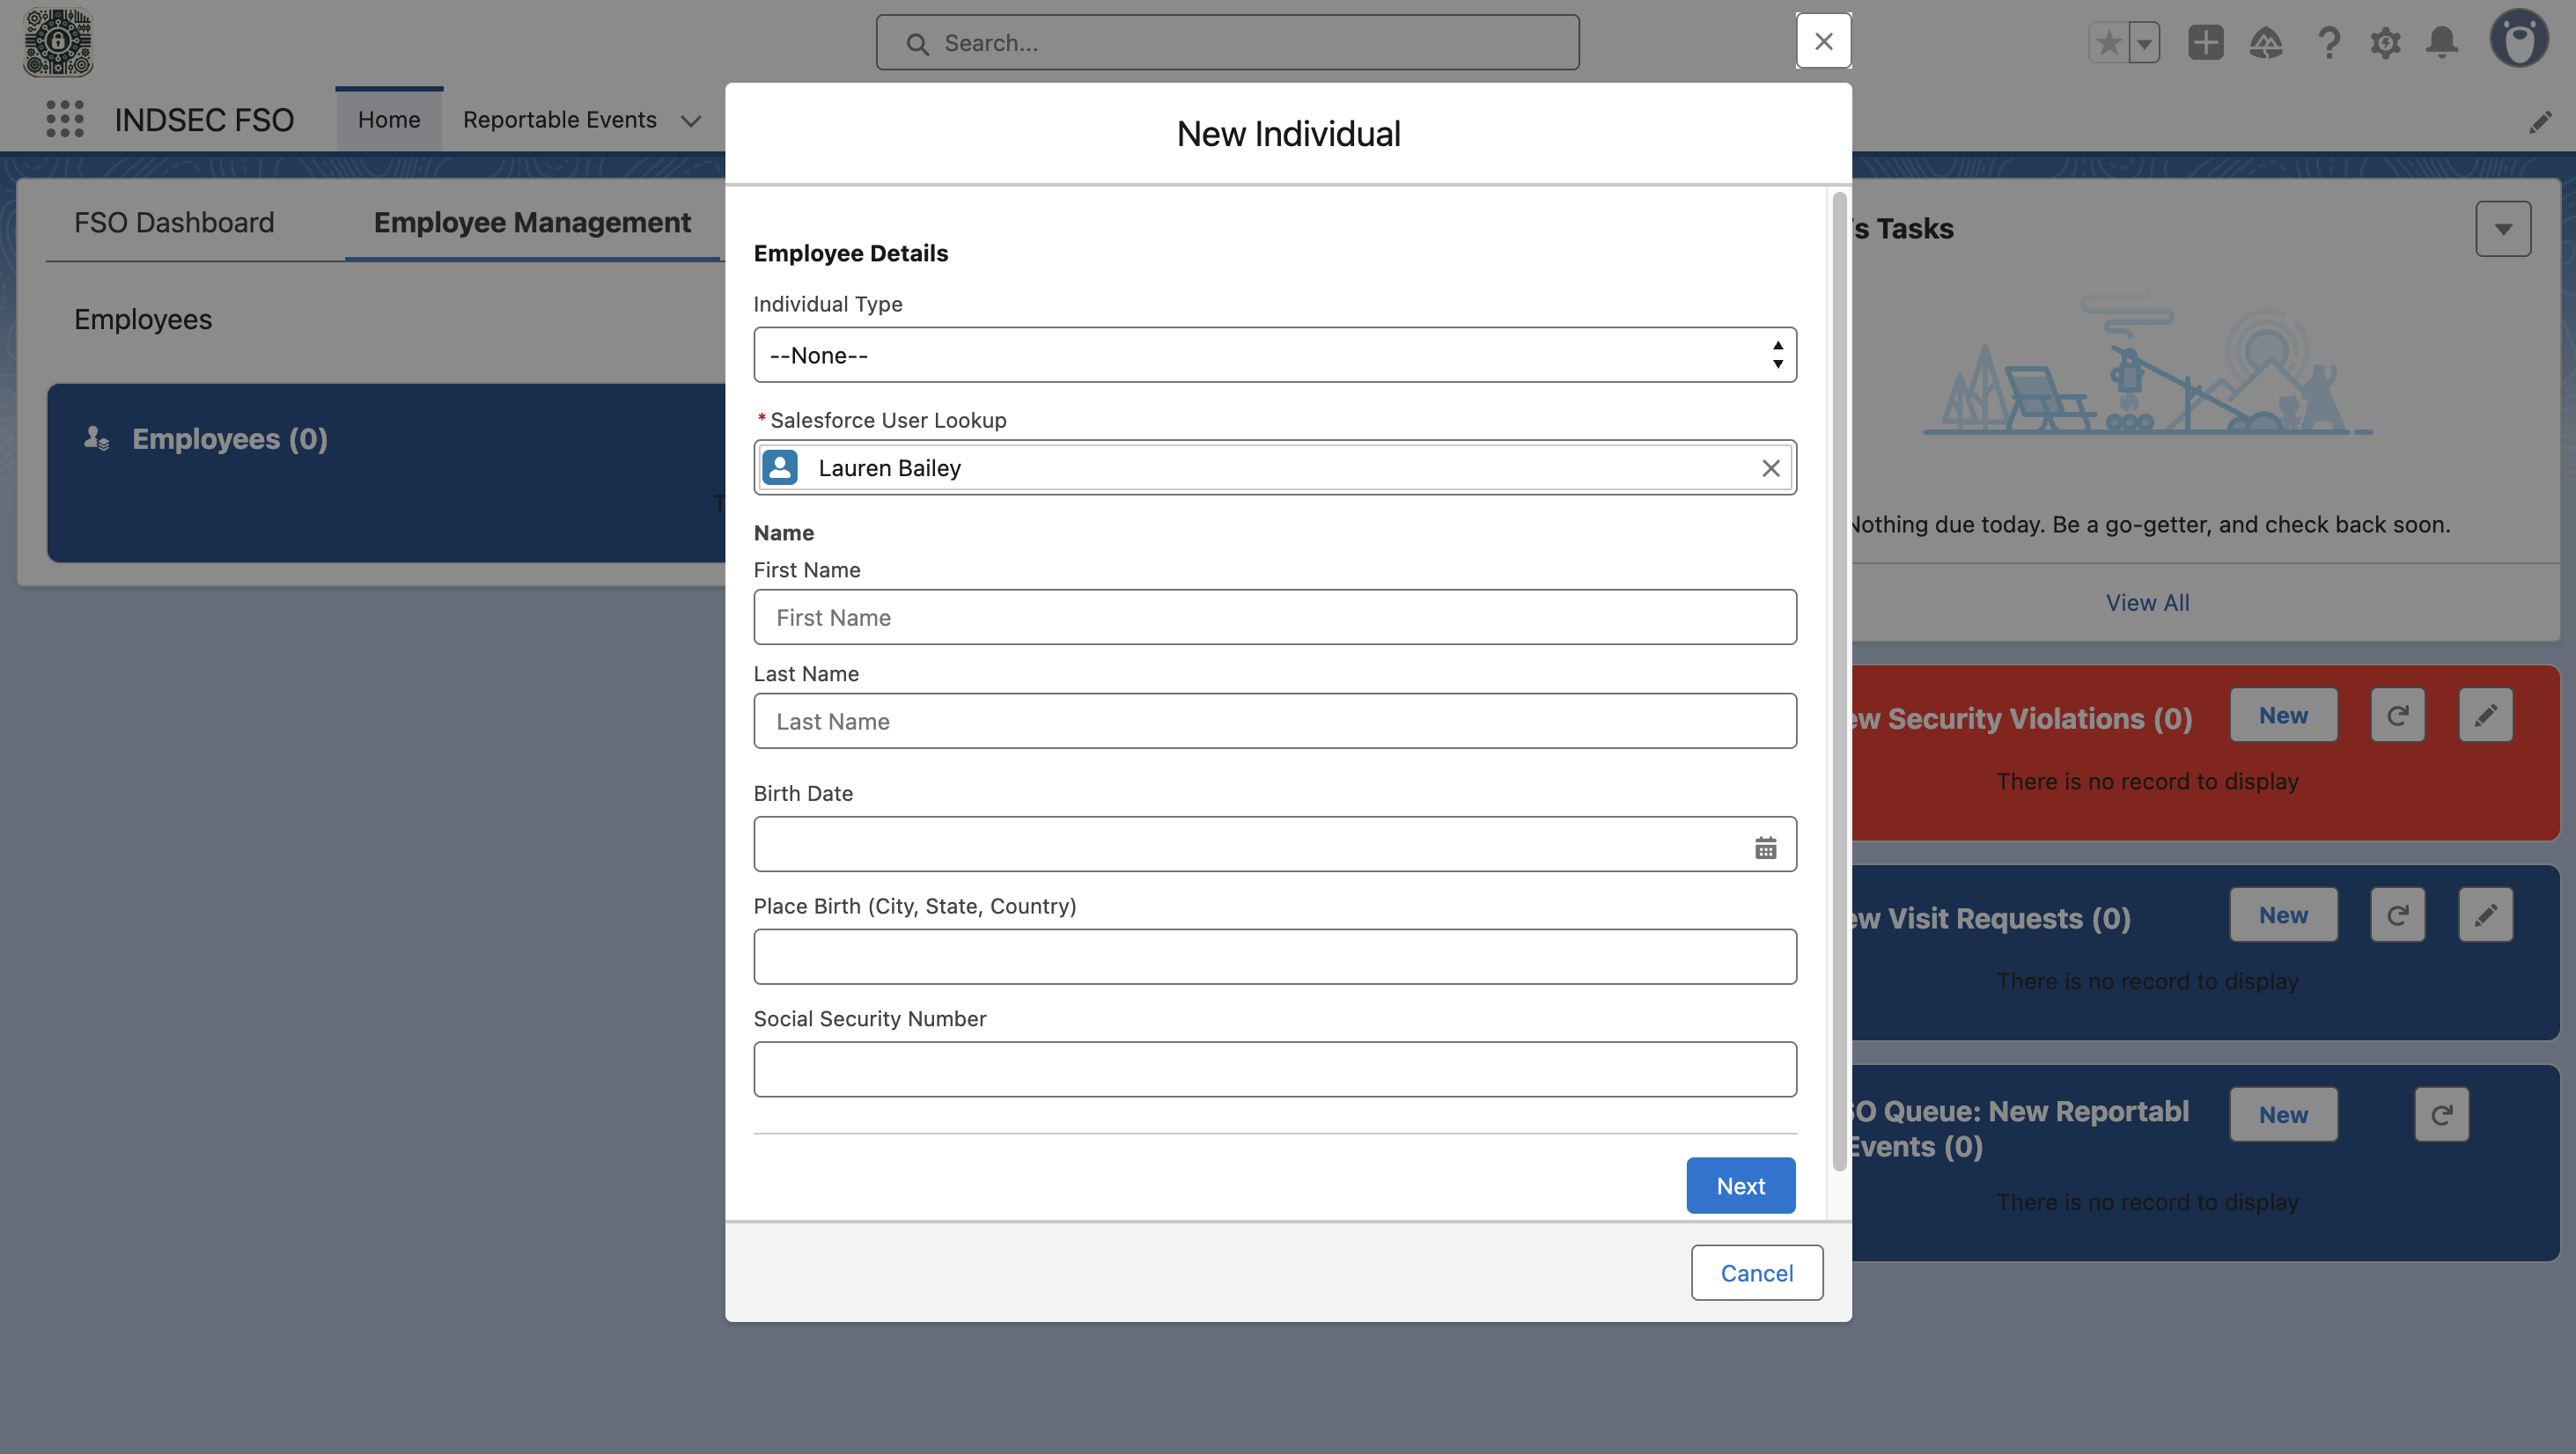 Search...
INDSEC FSO
Home
Reportable Events
New Individual
FSO Dashboard
Employee Management
Employees
Employees (0)
Employee Details
Individual Type
--None--
* Salesforce User Lookup
Lauren Bailey
Name
First Name
First Name
Last Name
Last Name
Birth Date
Place Birth (City, State, Country)
Social Security Number
Next
Cancel
's Tasks
Nothing due today. Be a go-getter, and check back soon.
View All
ew Security Violations (0)
New
There is no record to display
ew Visit Requests (0)
New
There is no record to display
SO Queue: New Reportabl
Events (0)
New
There is no record to display